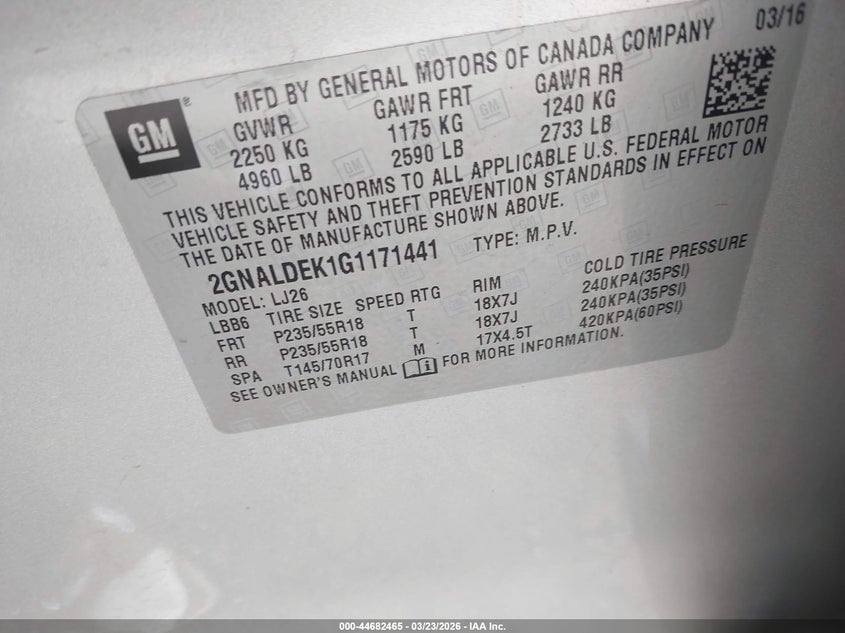 03/16
MFD BY GENERAL MOTORS OF CANADA COMPANY
GM
GVWR GAWR FRT GAWR RR
2250 KG 1175 KG 1240 KG
4960 LB 2590 LB 2733 LB
THIS VEHICLE CONFORMS TO ALL APPLICABLE U.S. FEDERAL MOTOR
VEHICLE SAFETY AND THEFT PREVENTION STANDARDS IN EFFECT ON
THE DATE OF MANUFACTURE SHOWN ABOVE.
2GNALDEK1G1171441 TYPE: M.P.V.
MODEL: LJ26
LBB6 TIRE SIZE SPEED RTG RIM COLD TIRE PRESSURE
FRT P235/55R18 T 18X7J 240KPA(35PSI)
RR P235/55R18 T 18X7J 240KPA(35PSI)
SPA T145/70R17 M 17X4.5T 420KPA(60PSI)
SEE OWNER'S MANUAL FOR MORE INFORMATION.
000-44682465 - 03/23/2026 - IAA Inc.